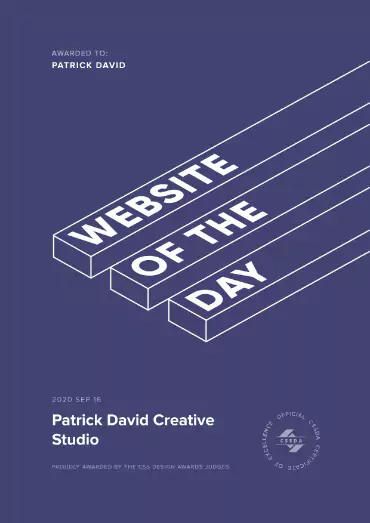 AWARDED TO:
PATRICK DAVID
WEBSITE
OF THE
DAY
2020 SEP 16
Patrick David Creative
Studio
PROUDLY AWARDED BY THE CSS DESIGN AWARDS JUDGES
OFFICIAL CSSDA CERTIFICATE OF EXCELLENCE
CSSDA